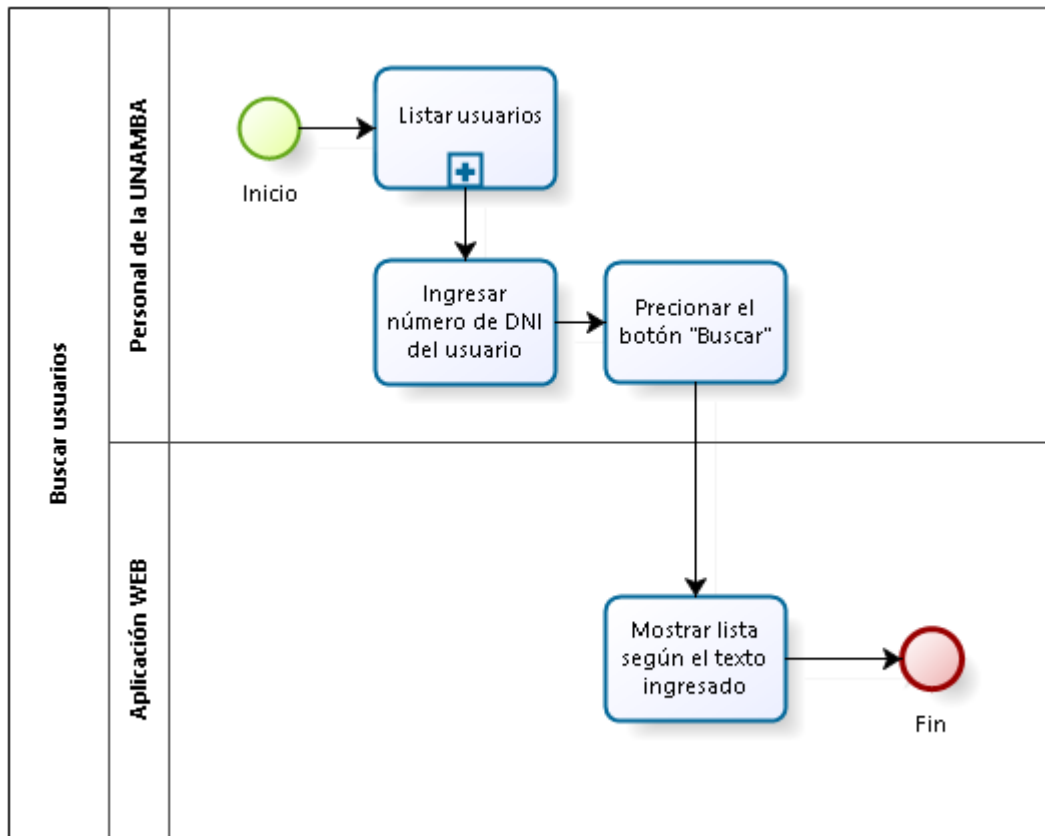 Buscar usuarios
Personal de la UNAMBA
Inicio
Listar usuarios
Ingresar
número de DNI
del usuario
Precionar el
botón "Buscar"
Aplicación WEB
Mostrar lista
según el texto
ingresado
Fin